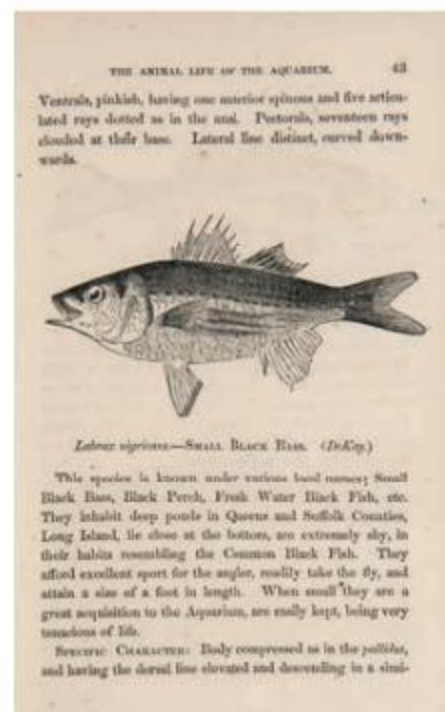 THE ANIMAL LIFE OF THE AQUARIUM. 43
Ventrals, pinkish, having one anterior spinous and five articu-
lated rays dotted as in the anal. Pectorals, seventeen rays
clouded at their base. Lateral line distinct, curved down-
wards.
Labrax nigricans.—SMALL BLACK BASS. (DeKay.)
This species is known under various local names; Small
Black Bass, Black Perch, Fresh Water Black Fish, etc.
They inhabit deep ponds in Queens and Suffolk Counties,
Long Island, lie close at the bottom, are extremely shy, in
their habits resembling the Common Black Fish. They
afford excellent sport for the angler, readily take the fly, and
attain a size of a foot in length. When small they are a
great acquisition to the Aquarium, are easily kept, being very
tenacious of life.
SPECIFIC CHARACTER: Body compressed as in the pallidus,
and having the dorsal line elevated and descending in a simi-